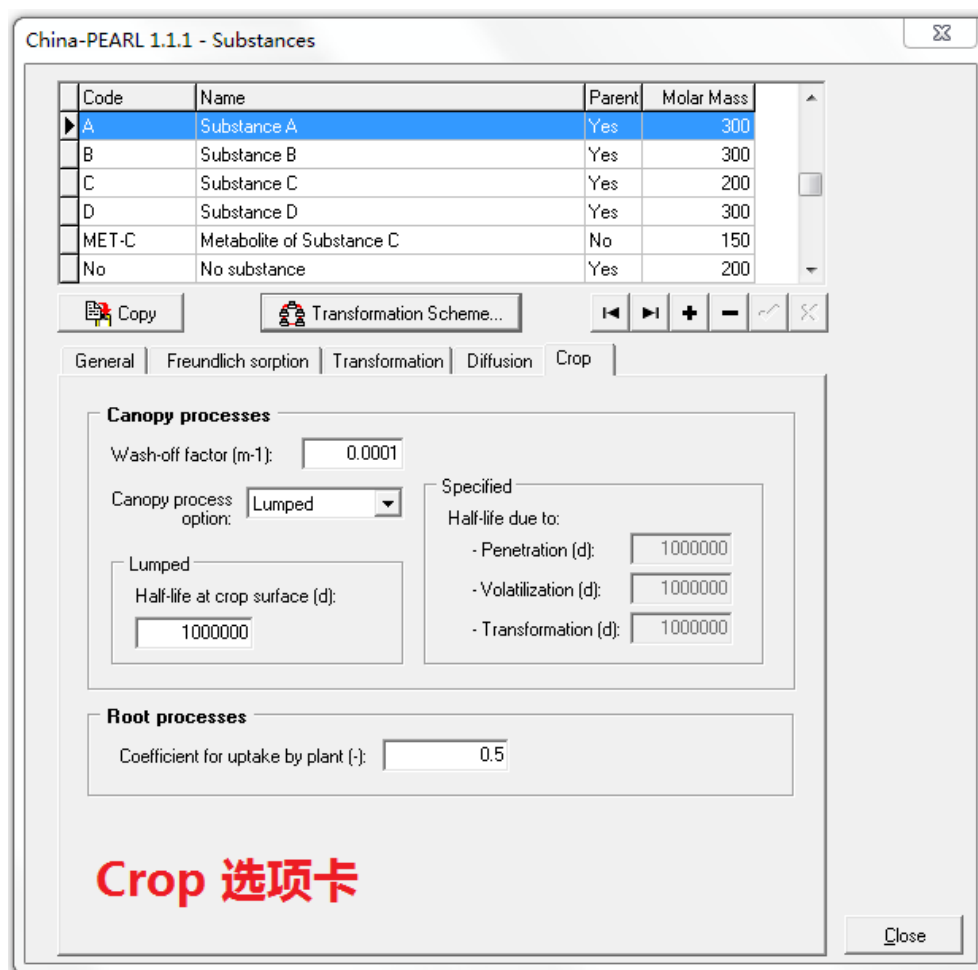 China-PEARL 1.1.1 - Substances
Code Name Parent Molar Mass
A Substance A Yes 300
B Substance B Yes 300
C Substance C Yes 200
D Substance D Yes 300
MET-C Metabolite of Substance C No 150
No No substance Yes 200
Copy Transformation Scheme...
General Freundlich sorption Transformation Diffusion Crop
Canopy processes
Wash-off factor (m-1): 0.0001
Canopy process option: Lumped
Specified
Half-life due to:
- Penetration (d): 1000000
- Volatilization (d): 1000000
- Transformation (d): 1000000
Lumped
Half-life at crop surface (d):
1000000
Root processes
Coefficient for uptake by plant (-): 0.5
Crop 选项卡
Close